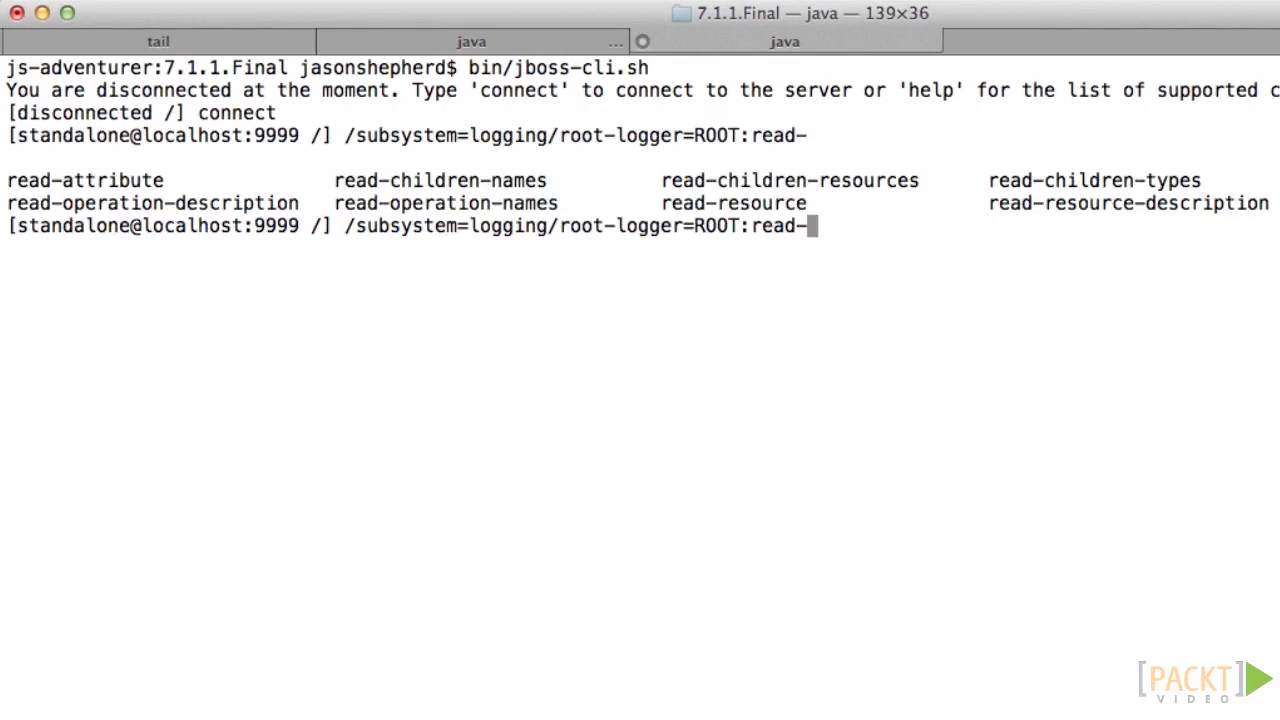 7.1.1.Final — java — 139×36
tail java ... java
js-adventurer:7.1.1.Final jasonshepherd$ bin/jboss-cli.sh
You are disconnected at the moment. Type 'connect' to connect to the server or 'help' for the list of supported c
[disconnected /] connect
[standalone@localhost:9999 /] /subsystem=logging/root-logger=ROOT:read-
read-attribute read-children-names read-children-resources read-children-types
read-operation-description read-operation-names read-resource read-resource-description
[standalone@localhost:9999 /] /subsystem=logging/root-logger=ROOT:read-
[PACKT]
VIDEO